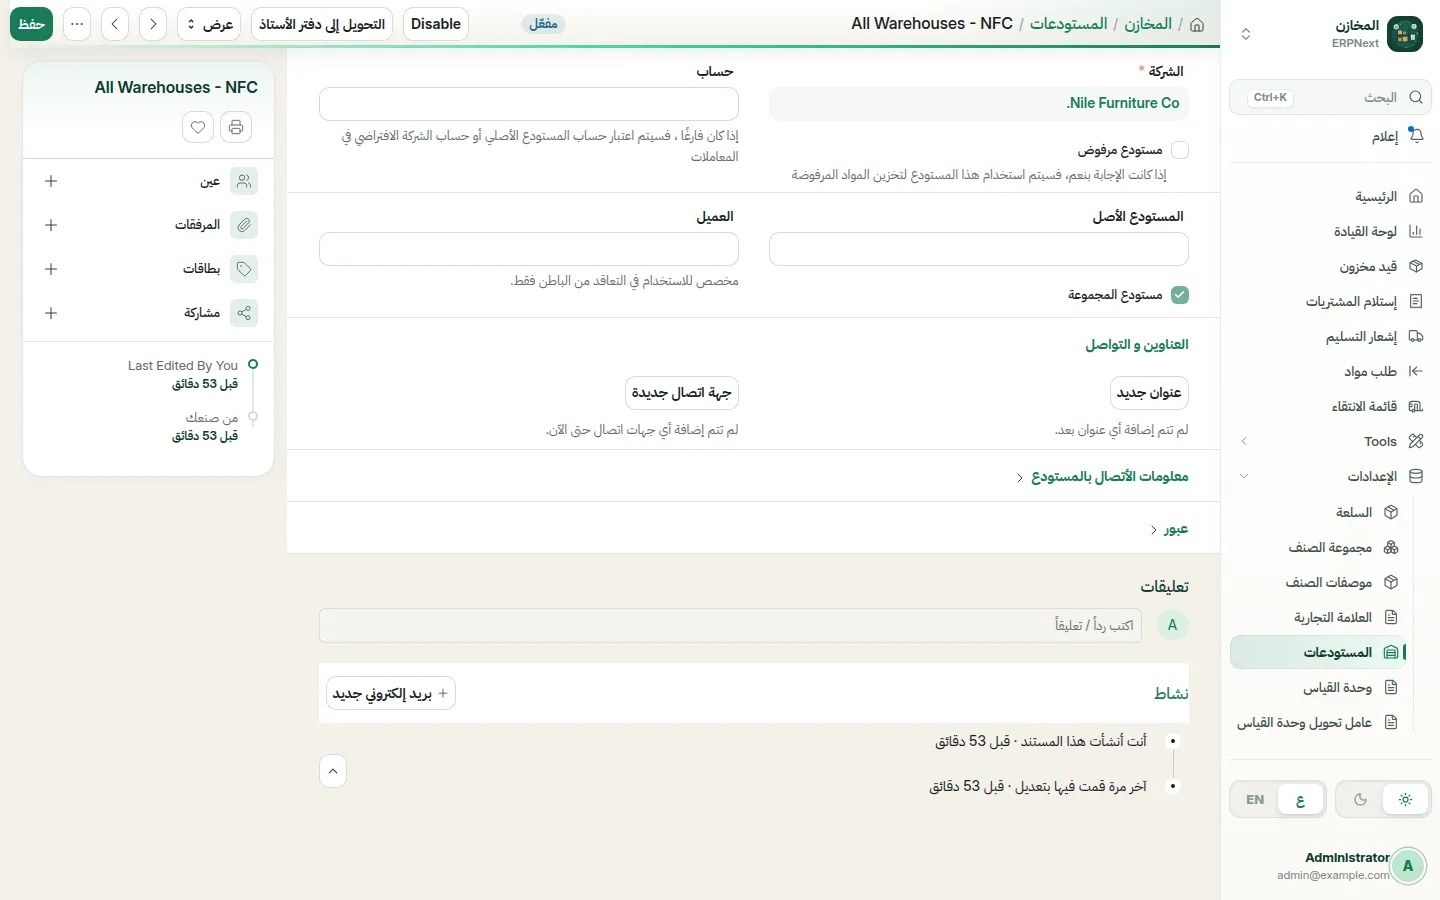 المخازن
ERPNext
البحث
Ctrl+K
إعلام
الرئيسية
لوحة القيادة
قيد مخزون
إستلام المشتريات
إشعار التسليم
طلب مواد
قائمة الانتقاء
Tools
الإعدادات
السلعة
مجموعة الصنف
موصفات الصنف
العلامة التجارية
المستودعات
وحدة القياس
عامل تحويل وحدة القياس
ع
EN
Administrator
admin@example.com
A
المخازن / المستودعات / All Warehouses - NFC
مفعّل
Disable
التحويل إلى دفتر الأستاذ
عرض
حفظ
الشركة *
Nile Furniture Co.
مستودع مرفوض
إذا كانت الإجابة بنعم، فسيتم استخدام هذا المستودع لتخزين المواد المرفوضة
حساب
إذا كان فارغًا ، فسيتم اعتبار حساب المستودع الأصلي أو حساب الشركة الافتراضي في
المعاملات
المستودع الأصل
مستودع المجموعة
العميل
مخصص للاستخدام في التعاقد من الباطن فقط.
العناوين و التواصل
عنوان جديد
لم تتم إضافة أي عنوان بعد.
جهة اتصال جديدة
لم تتم إضافة أي جهات اتصال حتى الآن.
معلومات الأتصال بالمستودع
عبور
تعليقات
A
اكتب رداً / تعليقاً
نشاط
+ بريد إلكتروني جديد
أنت أنشأت هذا المستند · قبل 53 دقائق
آخر مرة قمت فيها بتعديل · قبل 53 دقائق
All Warehouses - NFC
عين
المرفقات
بطاقات
مشاركة
Last Edited By You
قبل 53 دقائق
من صنعك
قبل 53 دقائق